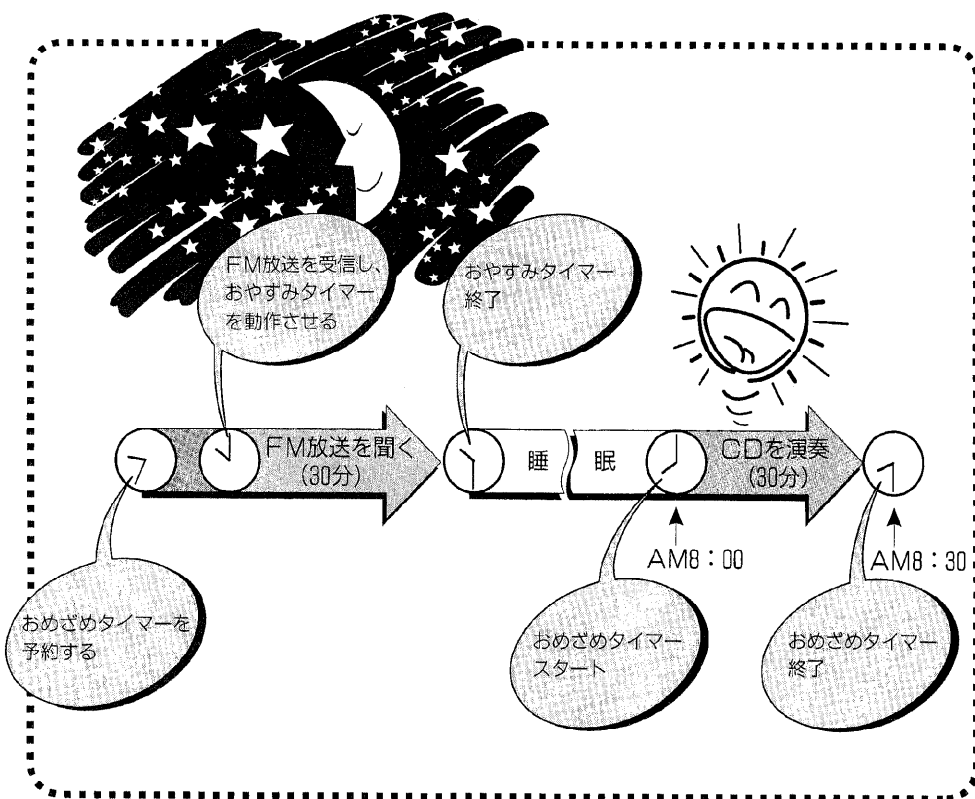 FM放送を受信し、
おやすみタイマー
を動作させる
おやすみタイマー
終了
FM放送を聞く
(30分)
睡 眠
CDを演奏
(30分)
AM8:00
AM8:30
おめざめタイマーを
予約する
おめざめタイマー
スタート
おめざめタイマー
終了